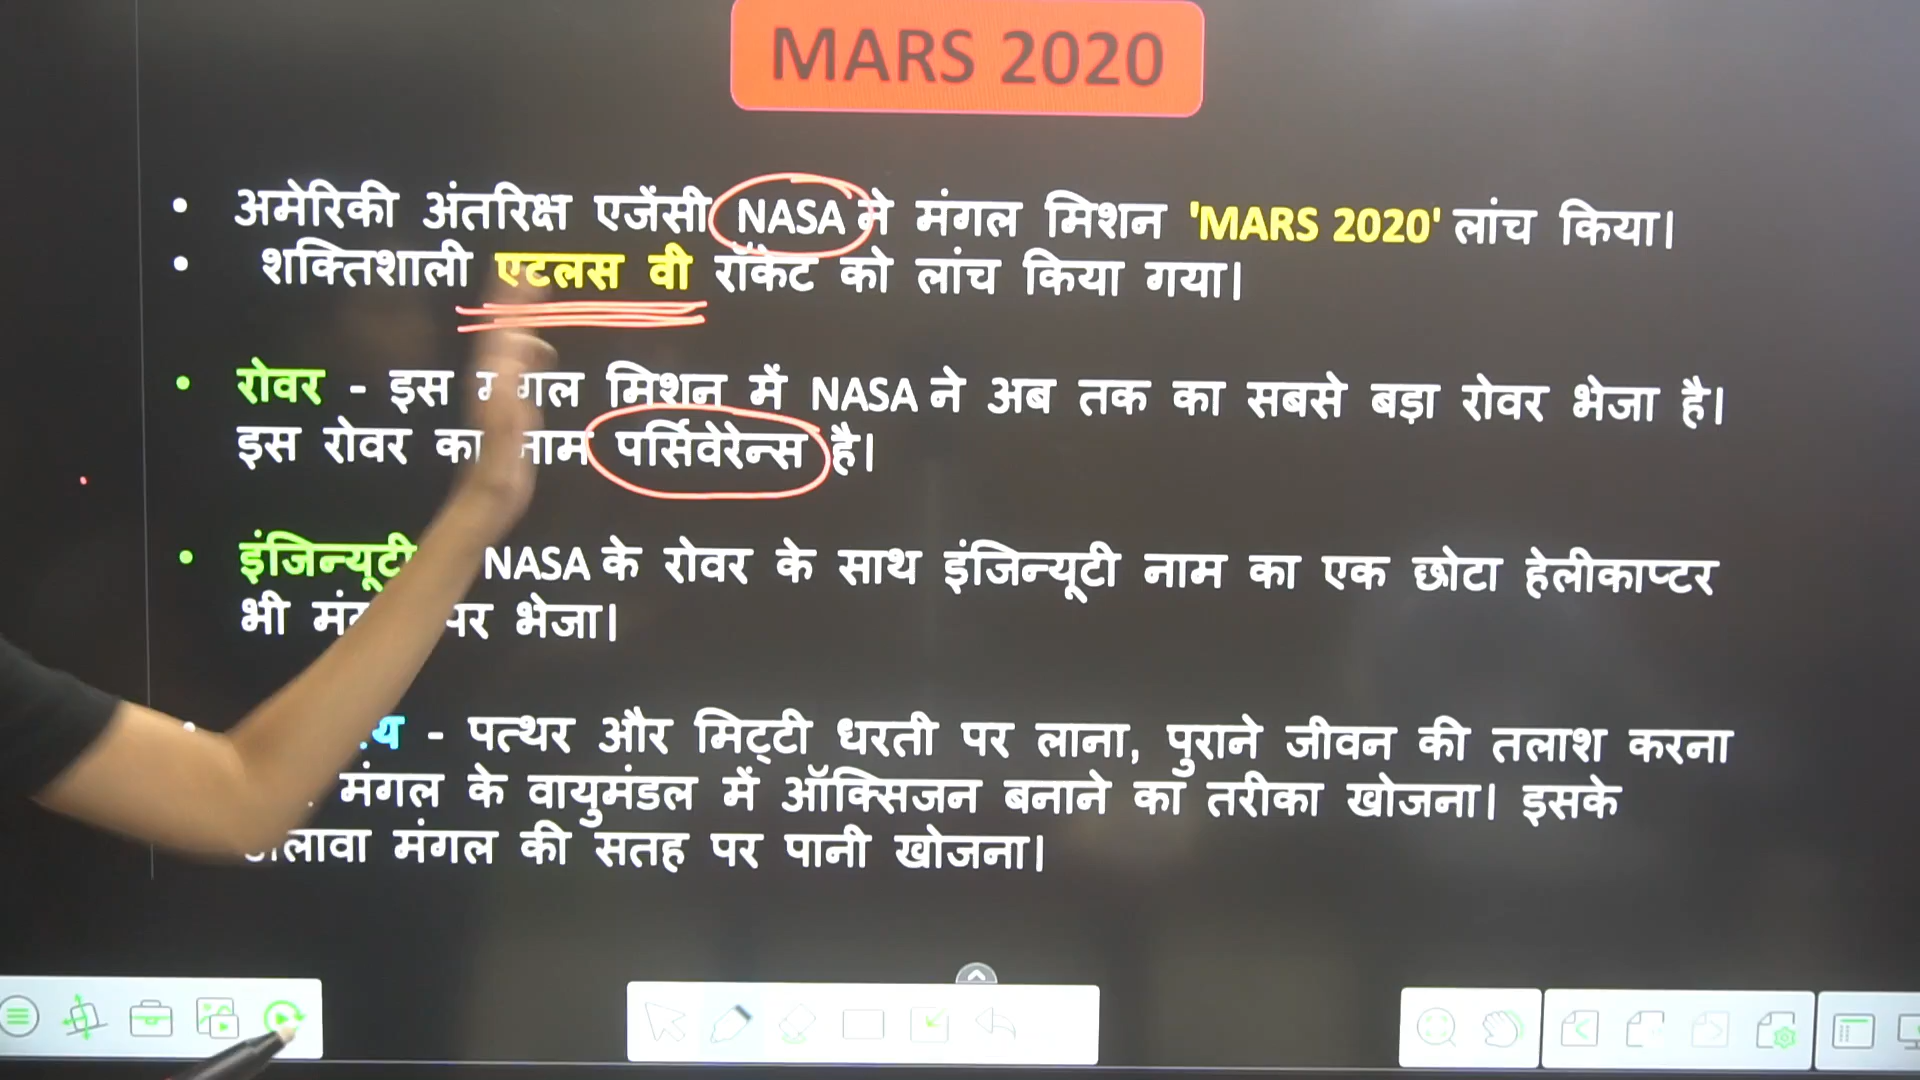 MARS 2020
• अमेरिकी अंतरिक्ष एजेंसी NASA ने मंगल मिशन 'MARS 2020' लांच किया।
• शक्तिशाली एटलस वी रॉकेट को लांच किया गया।
• रोवर - इस मिशन में NASA ने अब तक का सबसे बड़ा रोवर भेजा है।
इस रोवर का नाम पर्सिवेरेन्स है।
• इंजिन्यूटी NASA के रोवर के साथ इंजिन्यूटी नाम का एक छोटा हेलीकाप्टर
भी पर भेजा।
- पत्थर और मिट्टी धरती पर लाना, पुराने जीवन की तलाश करना
मंगल के वायुमंडल में ऑक्सिजन बनाने का तरीका खोजना। इसके
मंगल की सतह पर पानी खोजना।